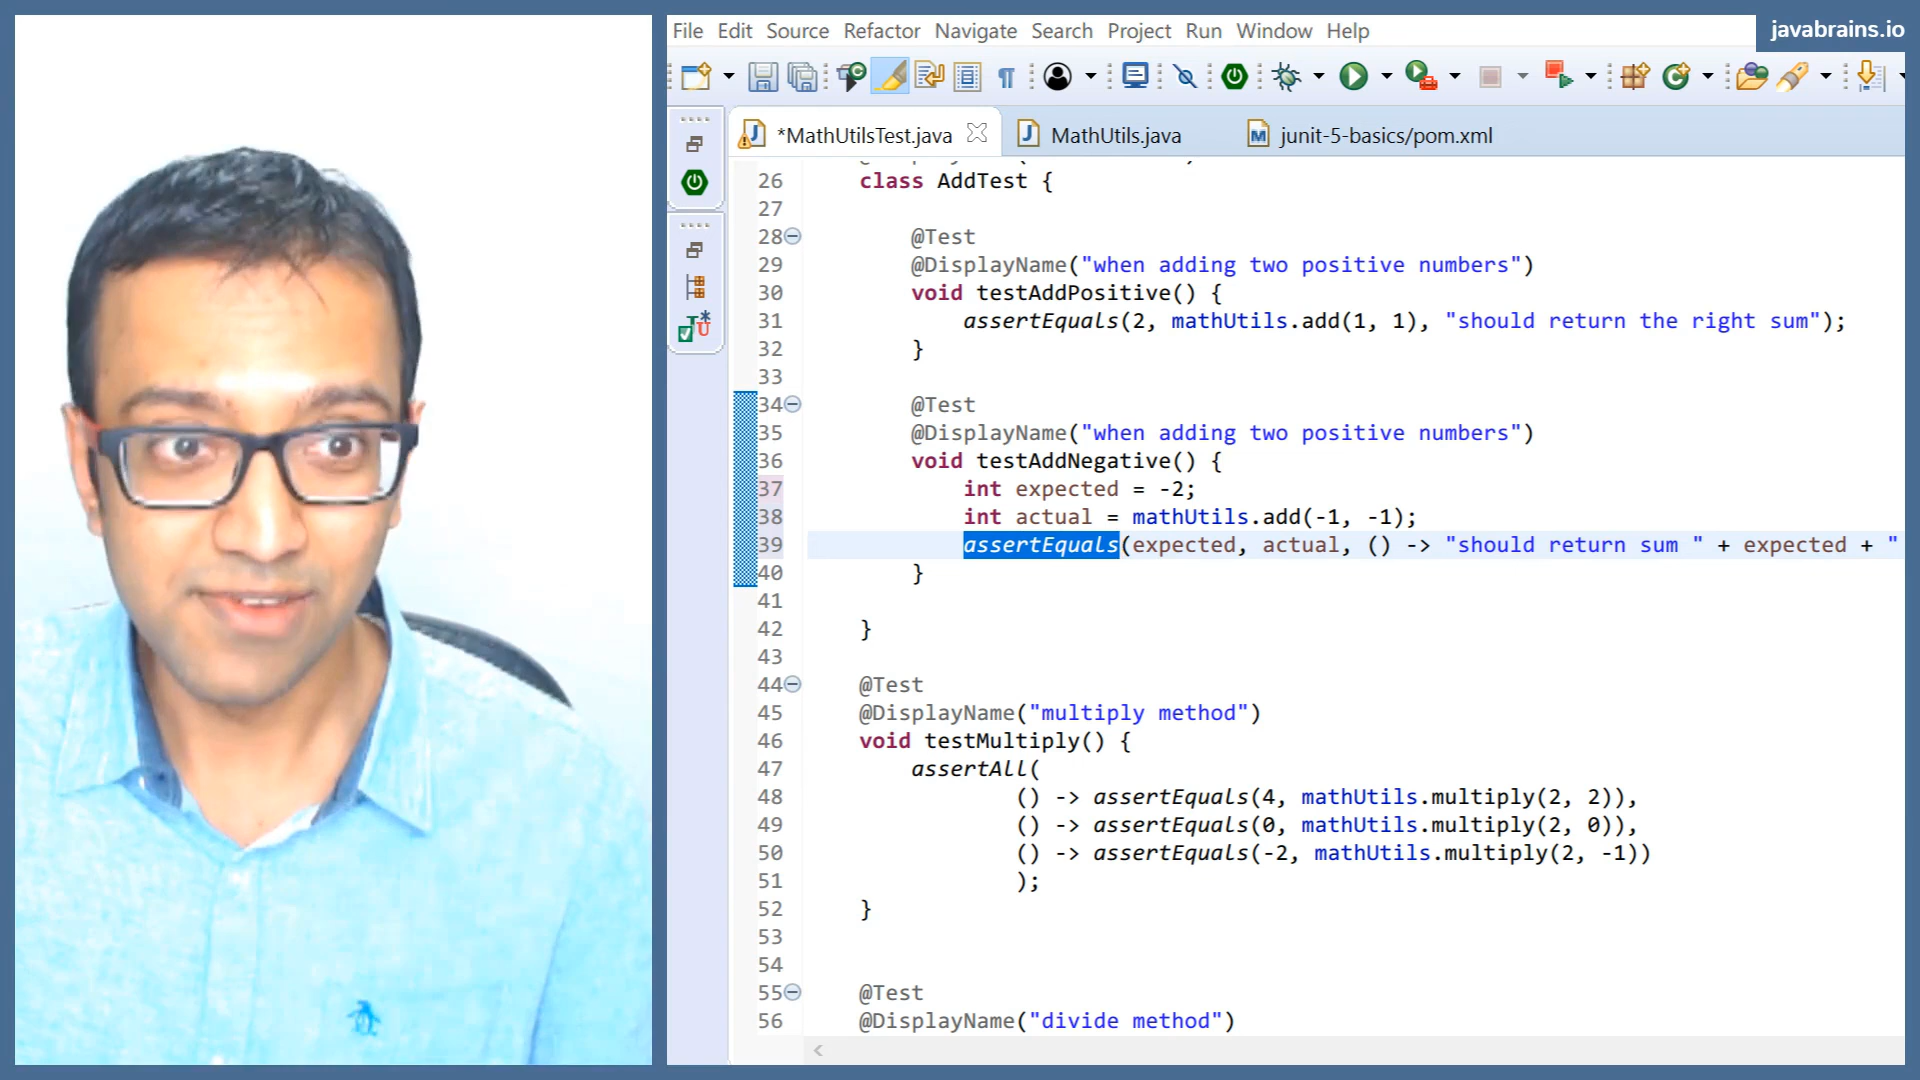 javabrains.io
File Edit Source Refactor Navigate Search Project Run Window Help
*MathUtilsTest.java MathUtils.java junit-5-basics/pom.xml
26 class AddTest {
27
28 @Test
29 @DisplayName("when adding two positive numbers")
30 void testAddPositive() {
31 assertEquals(2, mathUtils.add(1, 1), "should return the right sum");
32 }
33
34 @Test
35 @DisplayName("when adding two positive numbers")
36 void testAddNegative() {
37 int expected = -2;
38 int actual = mathUtils.add(-1, -1);
39 assertEquals(expected, actual, () -> "should return sum " + expected + "
40 }
41
42 }
43
44 @Test
45 @DisplayName("multiply method")
46 void testMultiply() {
47 assertAll(
48 () -> assertEquals(4, mathUtils.multiply(2, 2)),
49 () -> assertEquals(0, mathUtils.multiply(2, 0)),
50 () -> assertEquals(-2, mathUtils.multiply(2, -1))
51 );
52 }
53
54
55 @Test
56 @DisplayName("divide method")